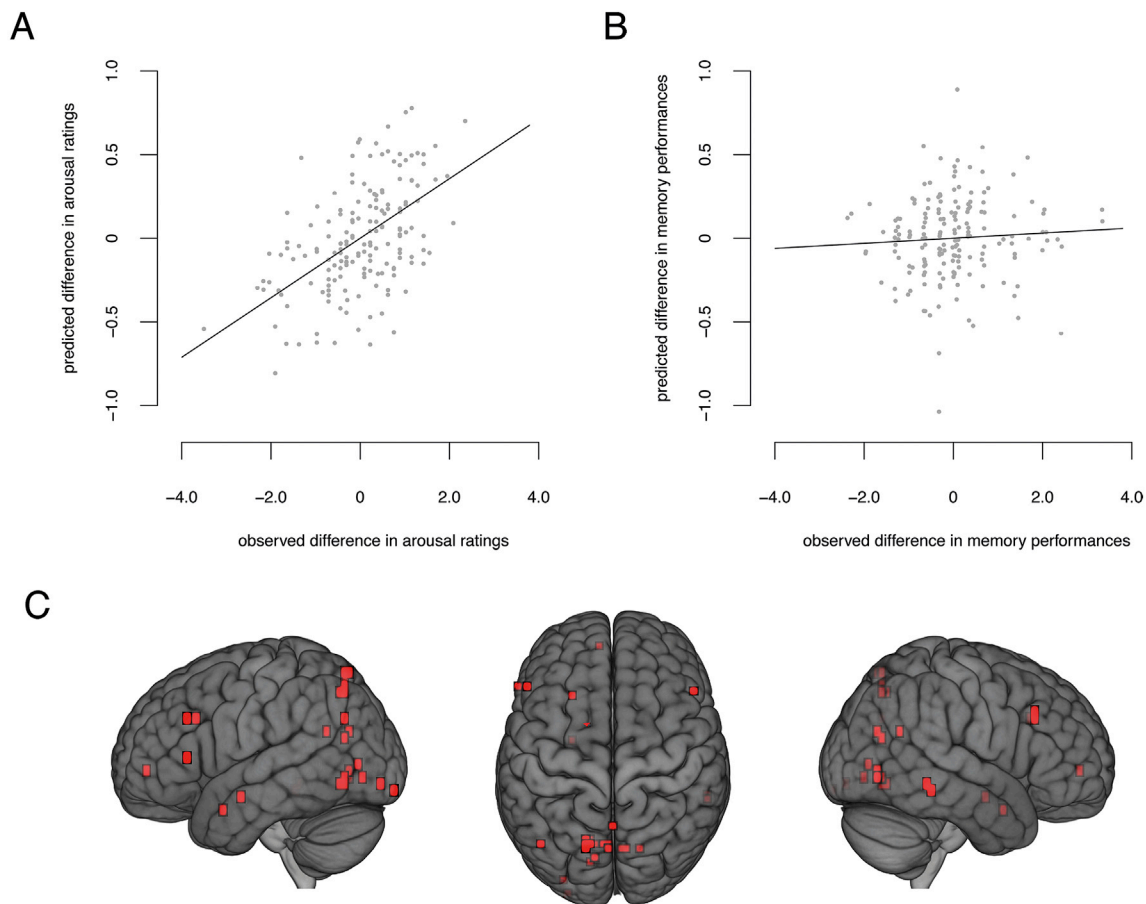 A
predicted difference in arousal ratings
1.0
0.5
0
−0.5
−1.0
−4.0 −2.0 0 2.0 4.0
observed difference in arousal ratings
B
predicted difference in memory performances
1.0
0.5
0
−0.5
−1.0
−4.0 −2.0 0 2.0 4.0
observed difference in memory performances
C